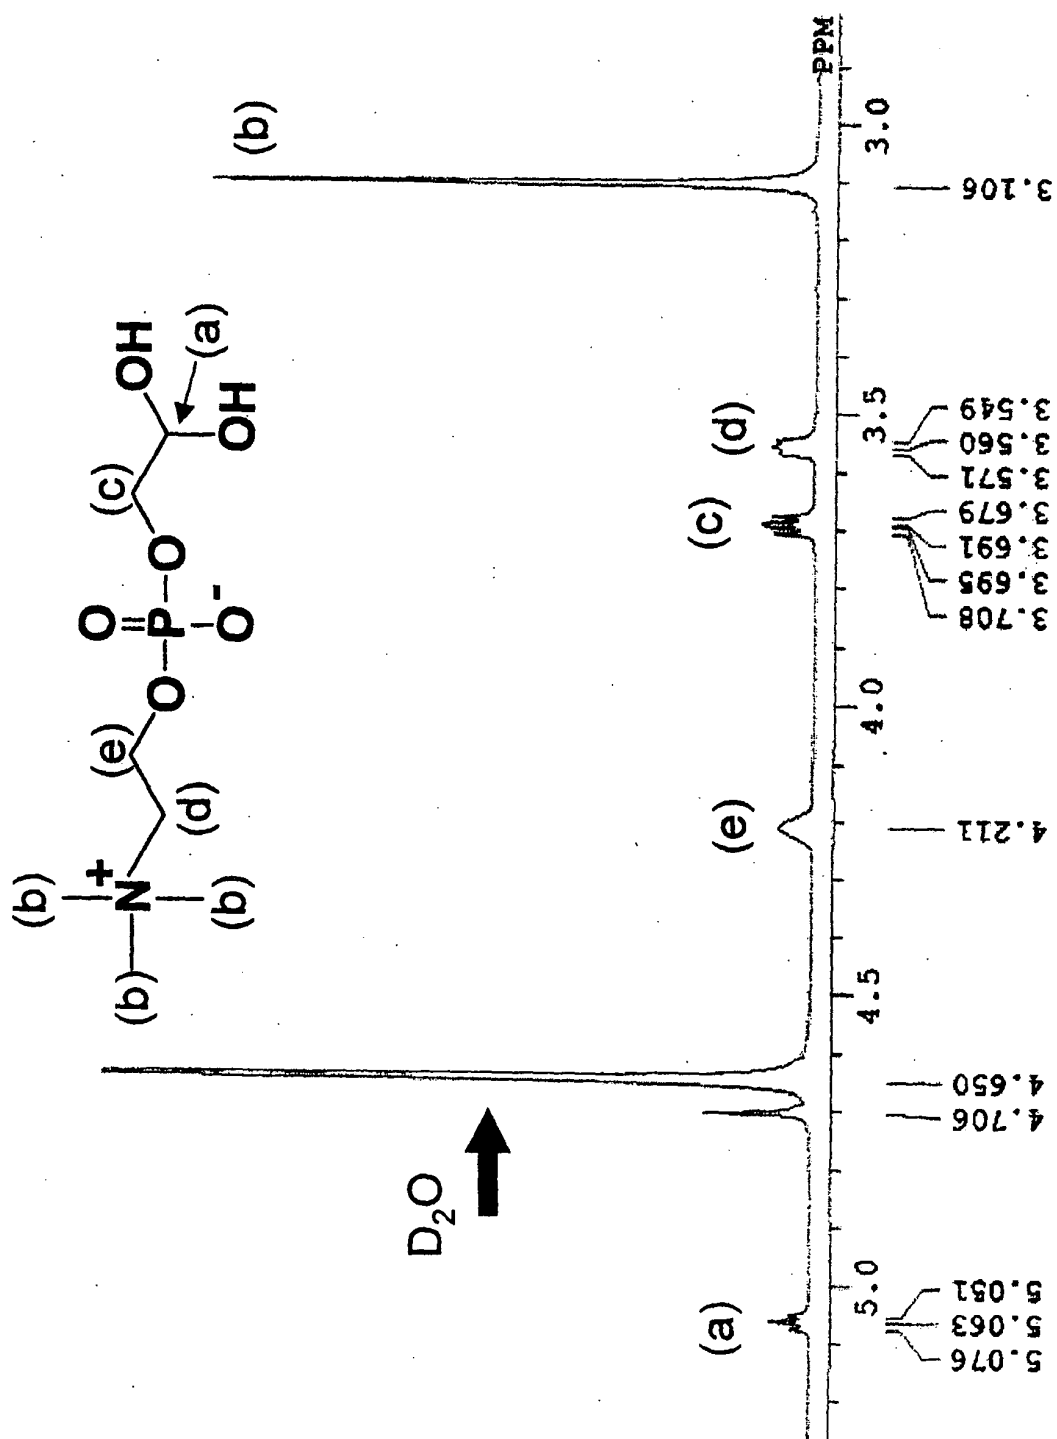 (b)
(e) O (c) OH
(b) N + O P O
(d) (a)
(b) O - OH
(b)
D2O
(a) (e) (c) (d)
PPM
5.0 4.5 4.0 3.5 3.0
5.076
5.063
5.051
4.706
4.650
4.211
3.708
3.695
3.691
3.679
3.571
3.560
3.549
3.106